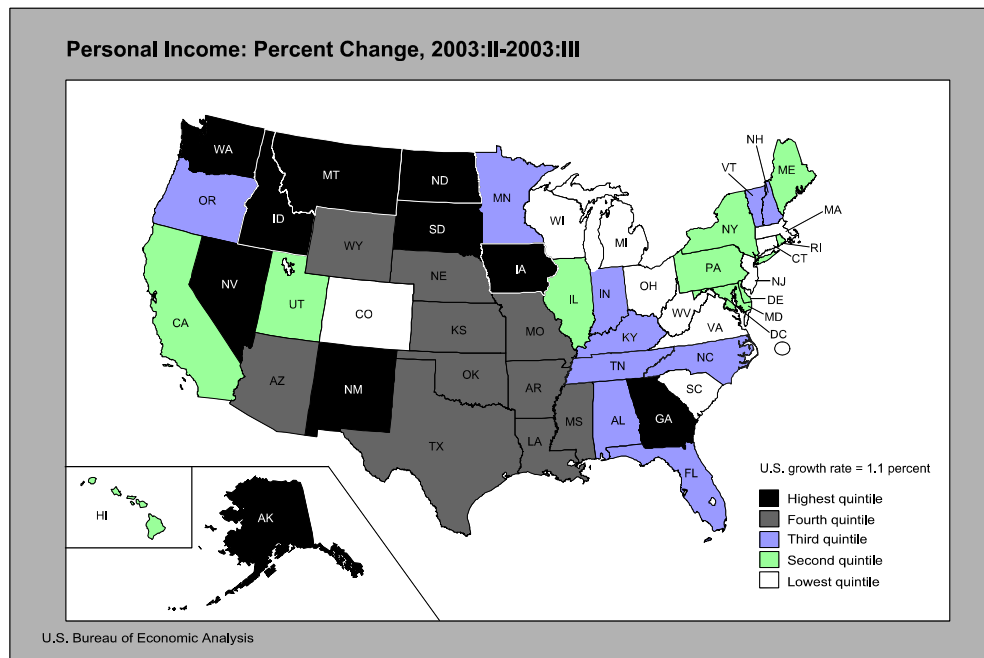 Personal Income: Percent Change, 2003:II-2003:III
WA
MT
ND
MN
OR
ID
SD
WI
MI
NH
VT
ME
MA
NY
RI
CT
WY
IA
PA
NJ
NV
NE
IL
IN
OH
DE
MD
DC
CA
UT
CO
KS
MO
WV
VA
KY
AZ
NM
OK
AR
TN
NC
SC
TX
LA
MS
AL
GA
FL
HI
AK
U.S. growth rate = 1.1 percent
Highest quintile
Fourth quintile
Third quintile
Second quintile
Lowest quintile
U.S. Bureau of Economic Analysis